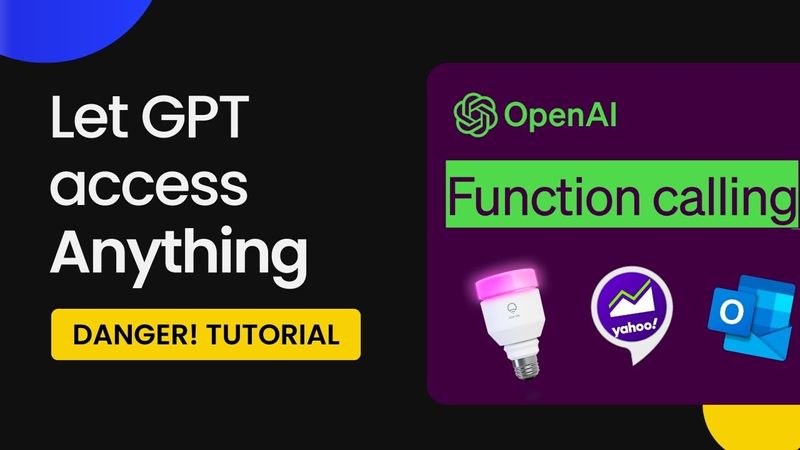 Let GPT
access
Anything
DANGER! TUTORIAL
OpenAI
Function calling
yahoo!
O